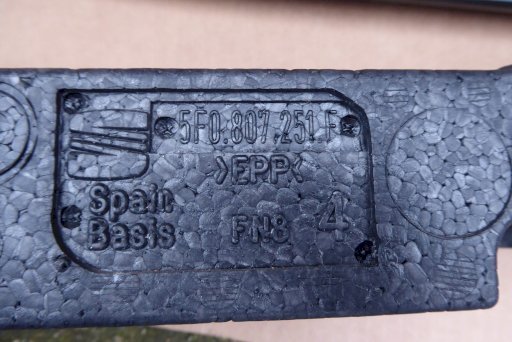 5F0.807.251.F
>EPP<
Spain
Basis
FN8
4